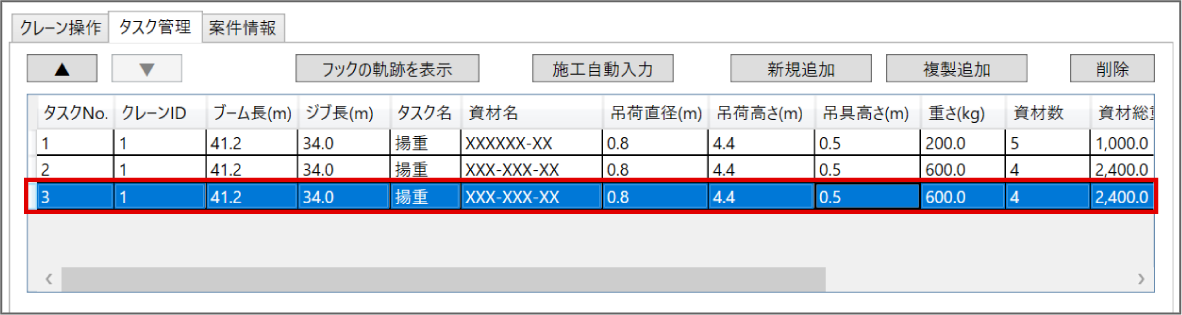 クレーン操作 タスク管理 案件情報
▲ ▼ フックの軌跡を表示 施工自動入力 新規追加 複製追加 削除
タスクNo. クレーンID ブーム長(m) ジブ長(m) タスク名 資材名 吊荷直径(m) 吊荷高さ(m) 吊具高さ(m) 重さ(kg) 資材数 資材総
1 1 41.2 34.0 揚重 XXXXXX-XX 0.8 4.4 0.5 200.0 5 1,000.0
2 1 41.2 34.0 揚重 XXX-XXX-XX 0.8 4.4 0.5 600.0 4 2,400.0
3 1 41.2 34.0 揚重 XXX-XXX-XX 0.8 4.4 0.5 600.0 4 2,400.0